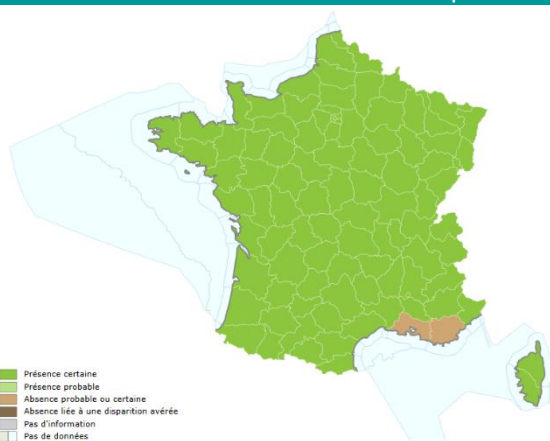 Présence certaine
Présence probable
Absence probable ou certaine
Absence liée à une disparition avérée
Pas d'information
Pas de données